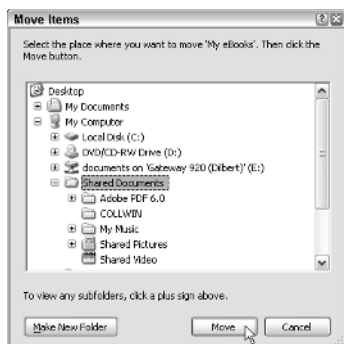 Move Items
Select the place where you want to move 'My eBooks'. Then click the
Move button.
Desktop
My Documents
My Computer
Local Disk (C:)
DVD/CD-RW Drive (D:)
documents on 'Gateway 920 (Dilbert)' (E:)
Shared Documents
Adobe PDF 6.0
COLLWIN
My Music
Shared Pictures
Shared Video
To view any subfolders, click a plus sign above.
Make New Folder Move Cancel